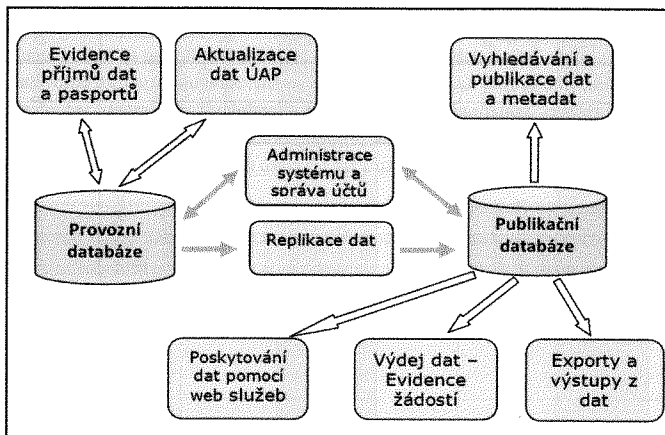 Evidence
příjmů dat
a pasportů
Aktualizace
dat ÚAP
Vyhledávání a
publikace dat
a metadat
Administrace
systému a
správa účtů
Provozní
databáze
Replikace dat
Publikační
databáze
Poskytování
dat pomocí
web služeb
Výdej dat –
Evidence
žádostí
Exporty a
výstupy z
dat